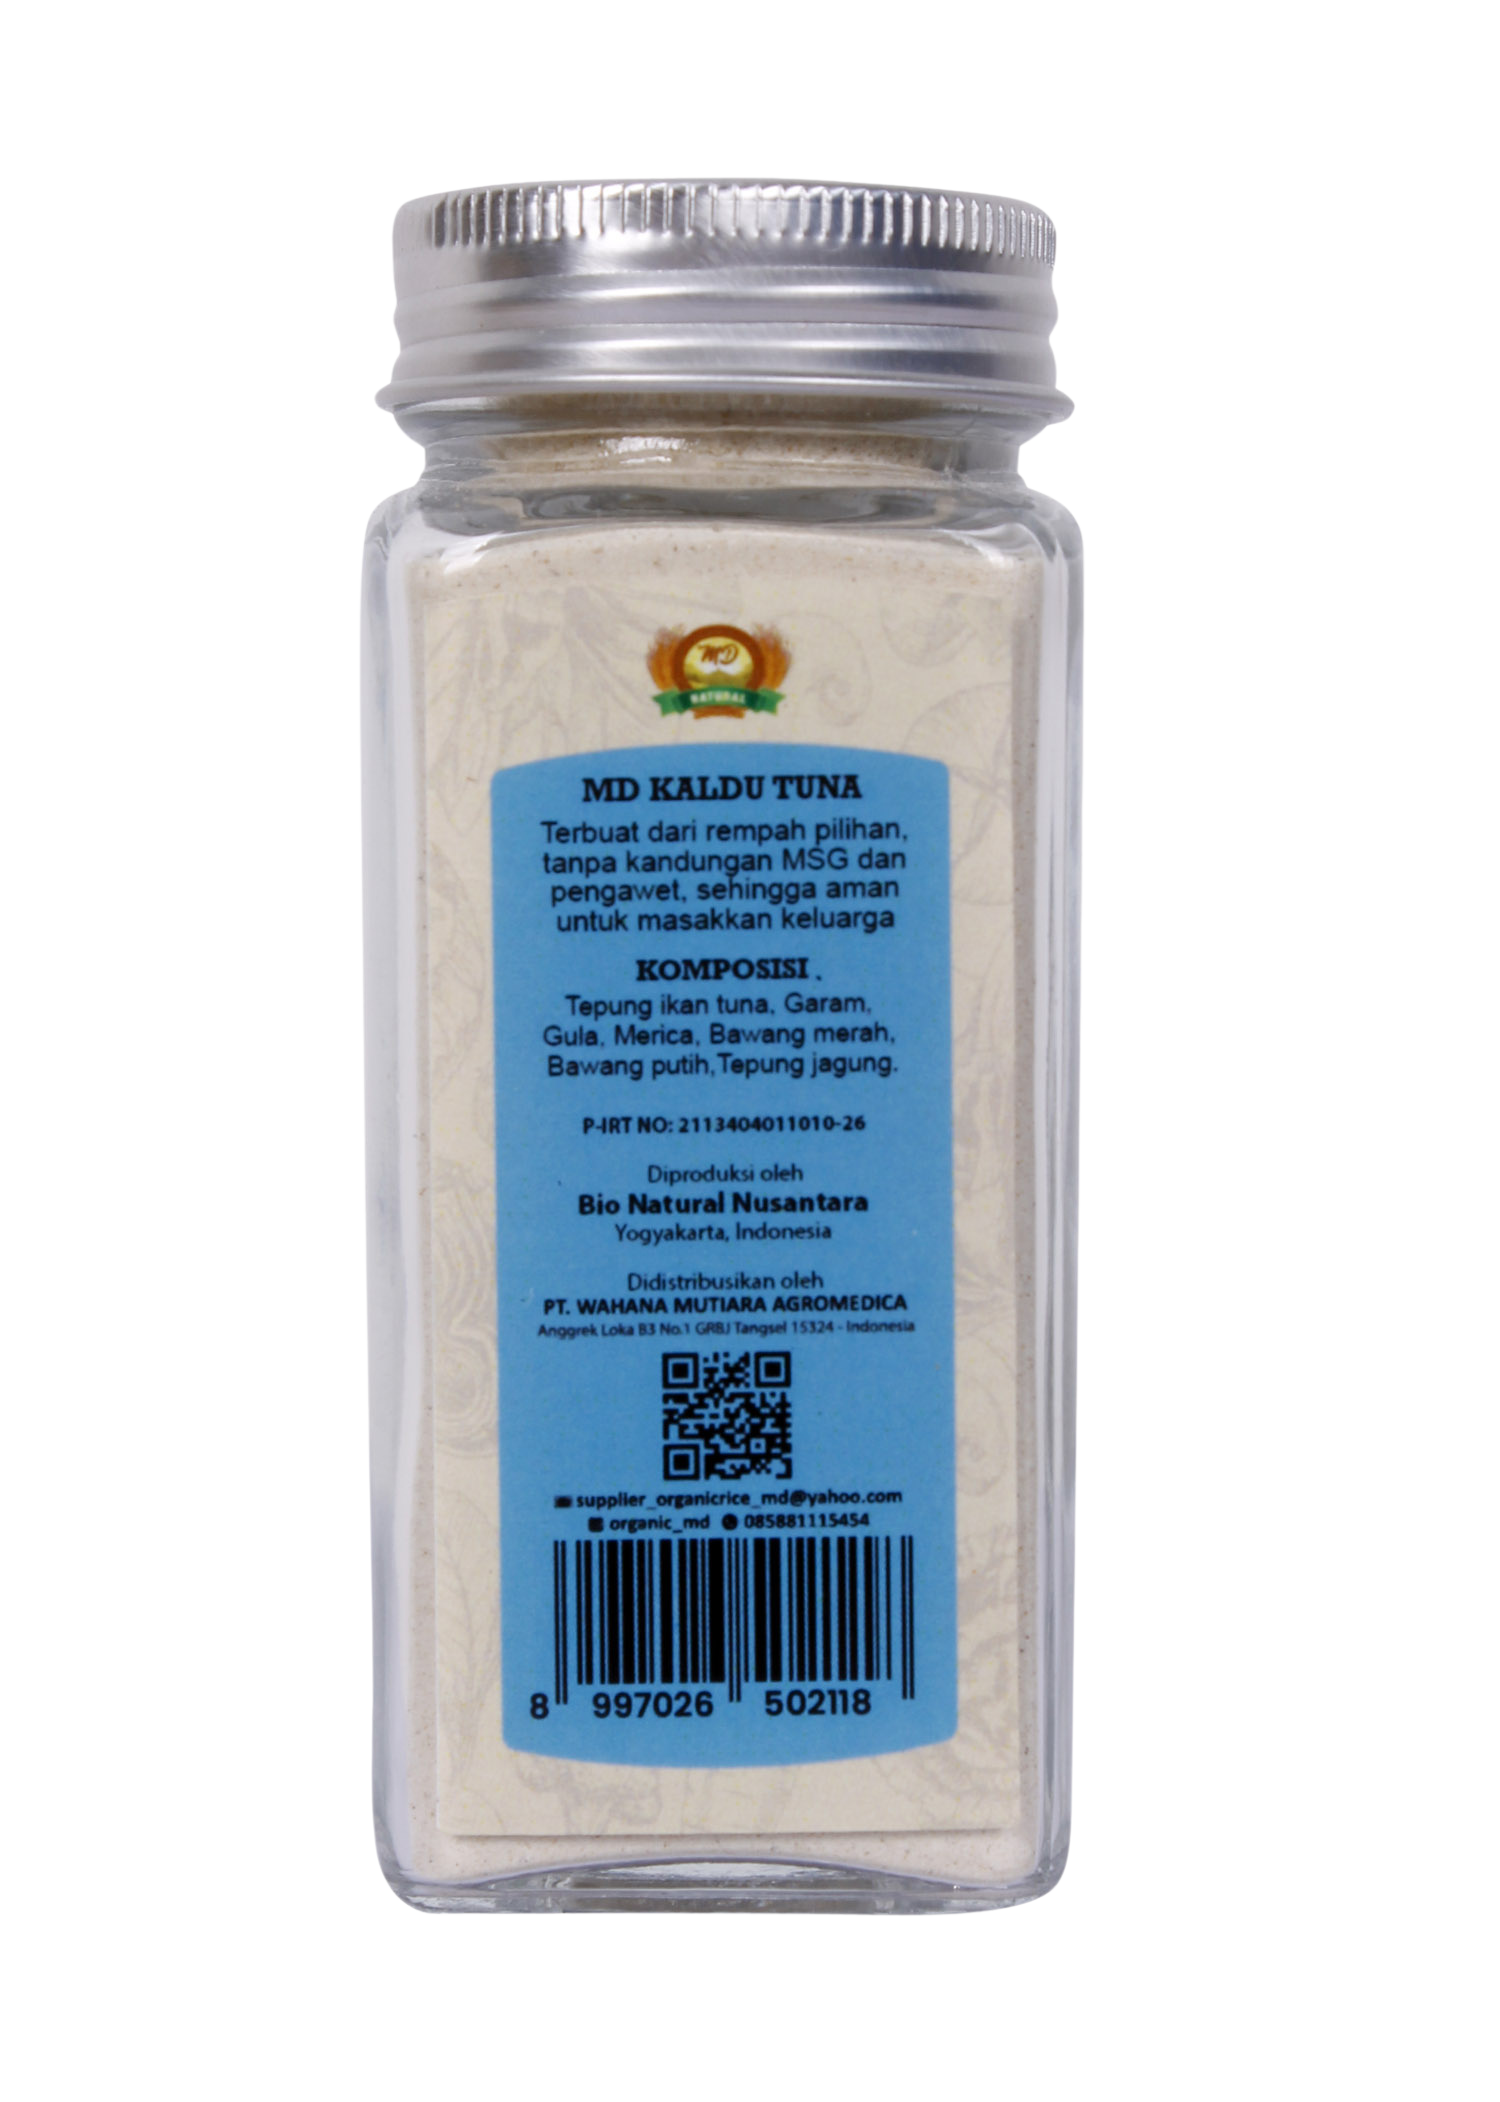 NATURAL
MD KALDU TUNA
Terbuat dari rempah pilihan,
tanpa kandungan MSG dan
pengawet, sehingga aman
untuk masakkan keluarga
KOMPOSISI .
Tepung ikan tuna, Garam,
Gula, Merica, Bawang merah,
Bawang putih,Tepung jagung.
P-IRT NO: 2113404011010-26
Diproduksi oleh
Bio Natural Nusantara
Yogyakarta, Indonesia
Didistribusikan oleh
PT. WAHANA MUTIARA AGROMEDICA
Anggrek Loka B3 No.1 GRBJ Tangsel 15324 - Indonesia
supplier_organicrice_md@yahoo.com
organic_md 085881115454
8 997026 502118